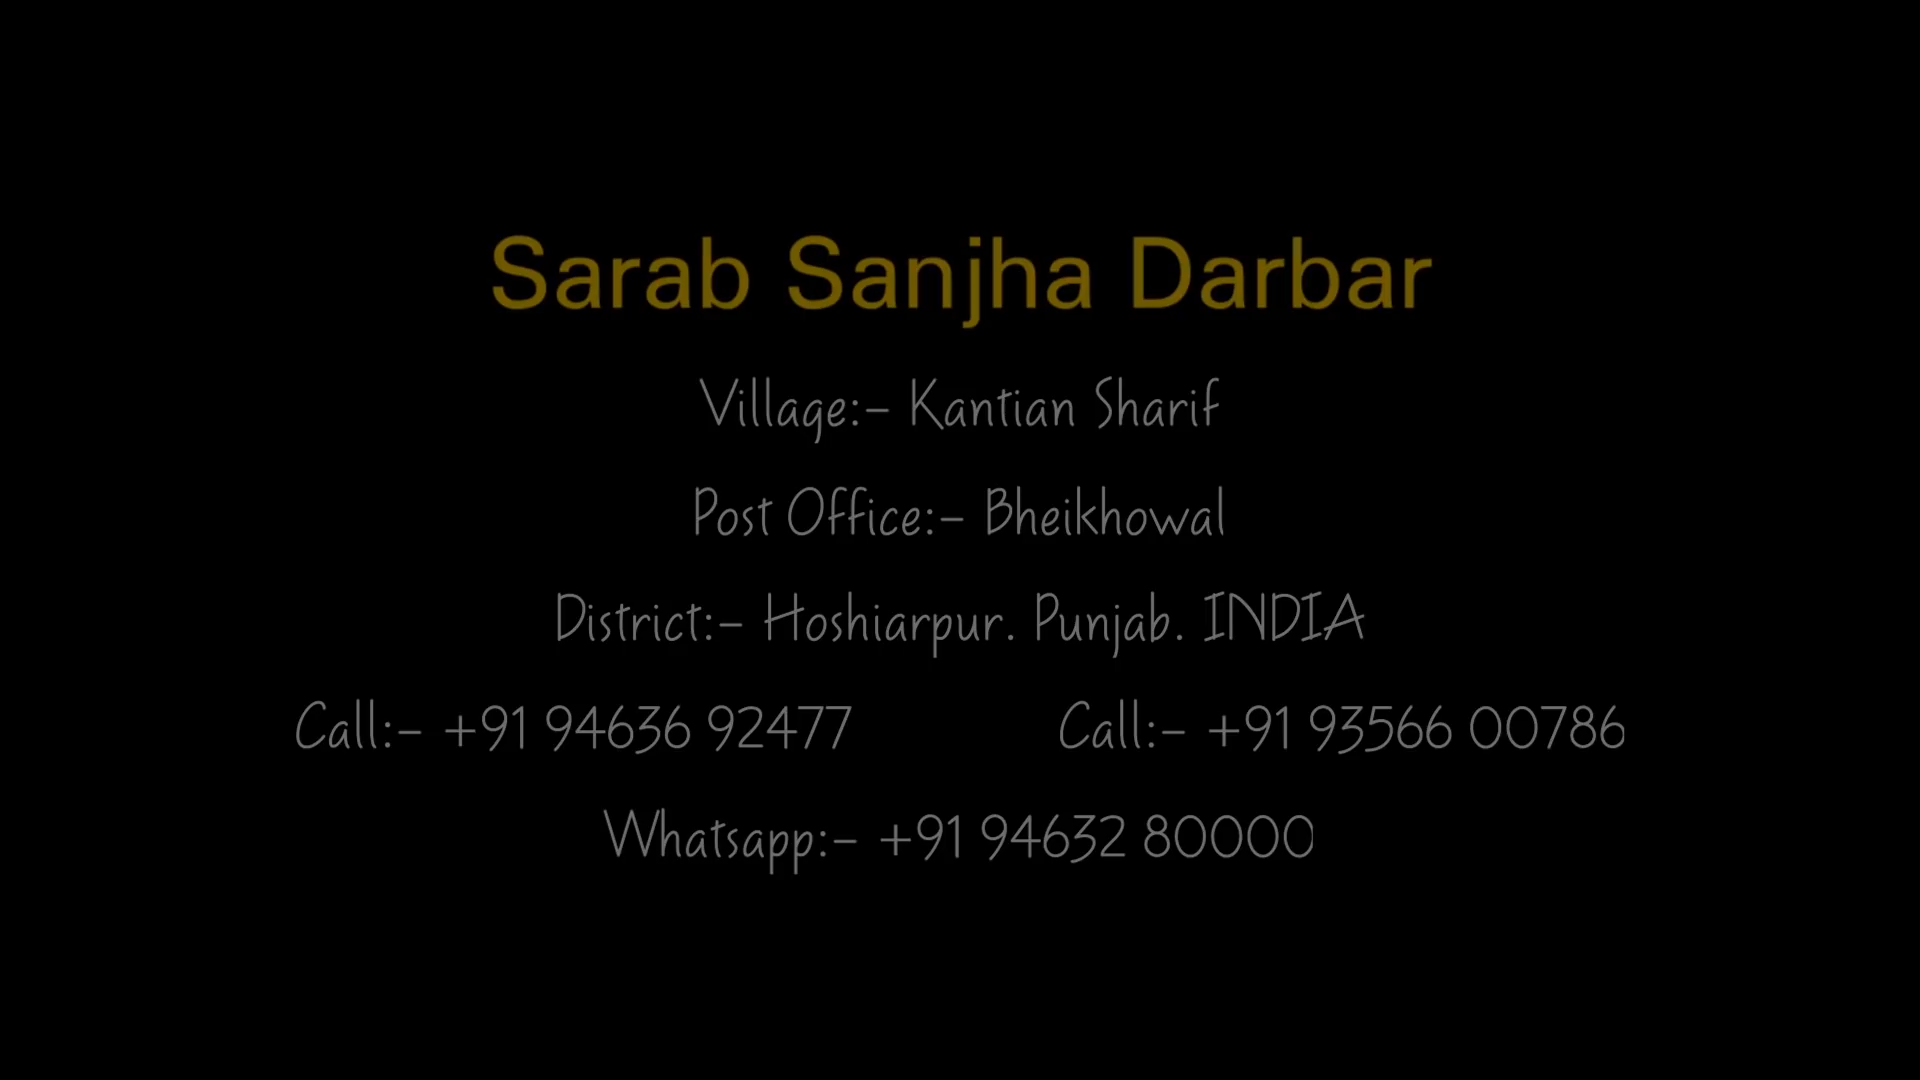 Sarab Sanjha Darbar
Village:- Kantian Sharif
Post Office:- Bheikhowal
District:- Hoshiarpur. Punjab. INDIA
Call:- +91 94636 92477 Call:- +91 93566 00786
Whatsapp:- +91 94632 80000